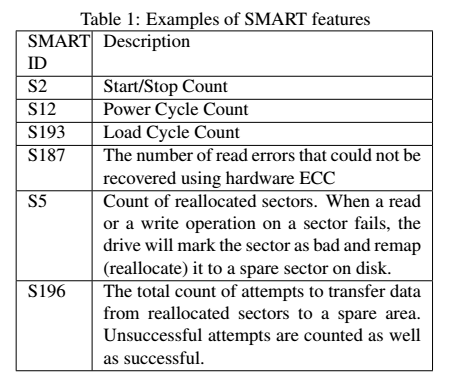 Table 1: Examples of SMART features
SMART ID Description
S2 Start/Stop Count
S12 Power Cycle Count
S193 Load Cycle Count
S187 The number of read errors that could not be
recovered using hardware ECC
S5 Count of reallocated sectors. When a read
or a write operation on a sector fails, the
drive will mark the sector as bad and remap
(reallocate) it to a spare sector on disk.
S196 The total count of attempts to transfer data
from reallocated sectors to a spare area.
Unsuccessful attempts are counted as well
as successful.